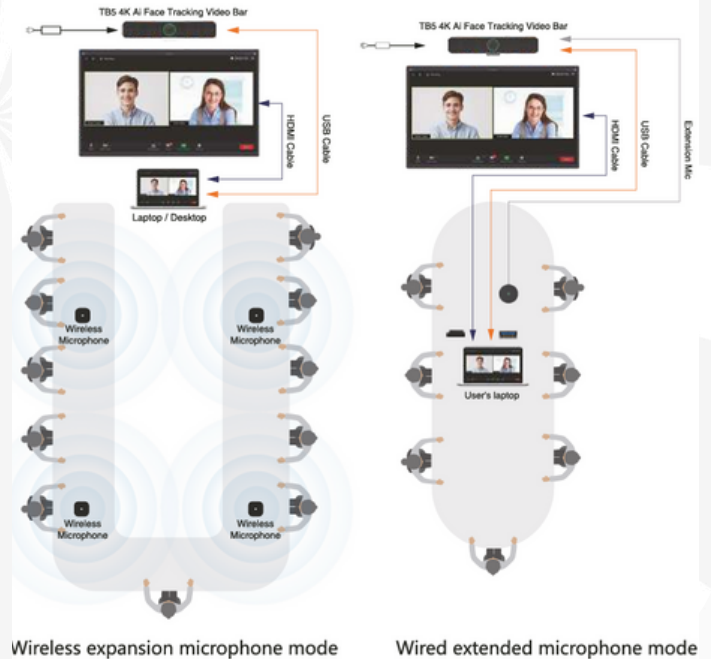 TB5 4K Ai Face Tracking Video Bar
HDMI Cable
USB Cable
Laptop / Desktop
Wireless
Microphone
Wireless
Microphone
Wireless
Microphone
Wireless
Microphone
Wireless expansion microphone mode
TB5 4K Ai Face Tracking Video Bar
HDMI Cable
USB Cable
Extension Mic
User's laptop
Wired extended microphone mode